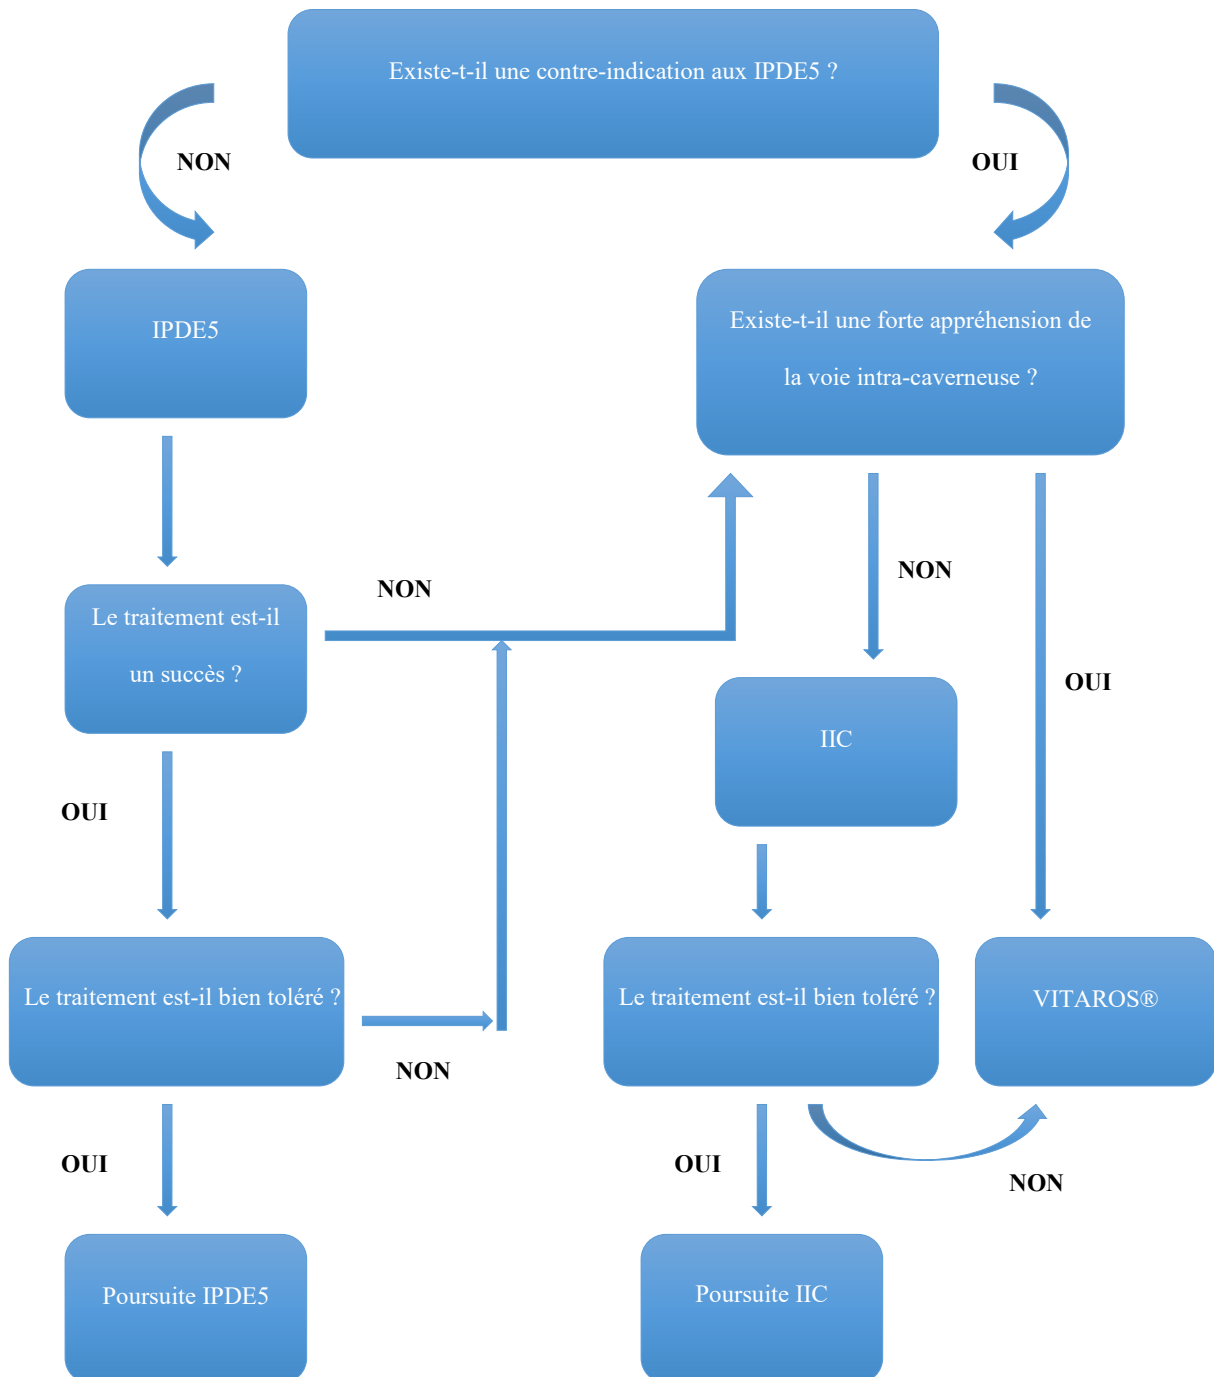 Existe-t-il une contre-indication aux IPDE5 ?
NON
OUI
IPDE5
Existe-t-il une forte appréhension de
la voie intra-caverneuse ?
NON
NON
Le traitement est-il
un succès ?
OUI
IIC
OUI
Le traitement est-il bien toléré ?
NON
Le traitement est-il bien toléré ?
VITAROS®
OUI
OUI
NON
Poursuite IPDE5
Poursuite IIC